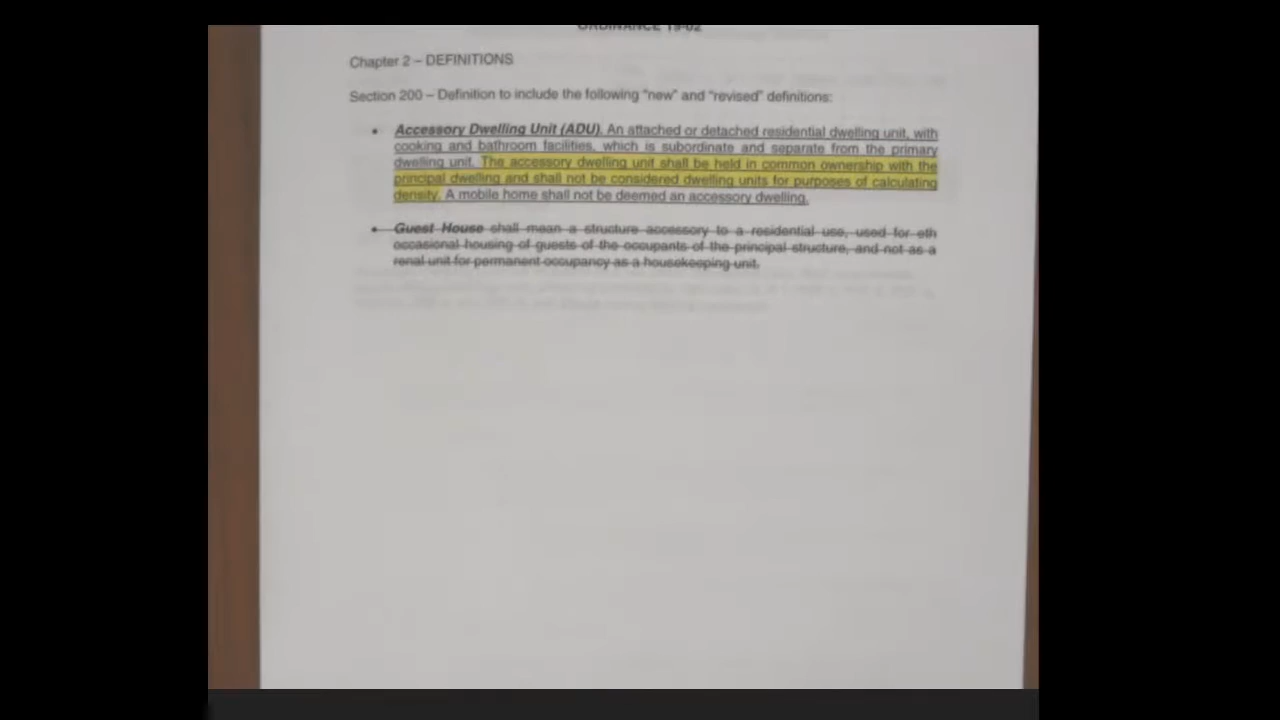 ORDINANCE 19-02
Chapter 2 – DEFINITIONS
Section 200 – Definition to include the following "new" and "revised" definitions:
• Accessory Dwelling Unit (ADU). An attached or detached residential dwelling unit, with
cooking and bathroom facilities, which is subordinate and separate from the primary
dwelling unit. The accessory dwelling unit shall be held in common ownership with the
principal dwelling and shall not be considered dwelling units for purposes of calculating
density. A mobile home shall not be deemed an accessory dwelling.
• Guest House shall mean a structure accessory to a residential use, used for eth
occasional housing of guests of the occupants of the principal structure, and not as a
renal unit for permanent occupancy as a housekeeping unit.